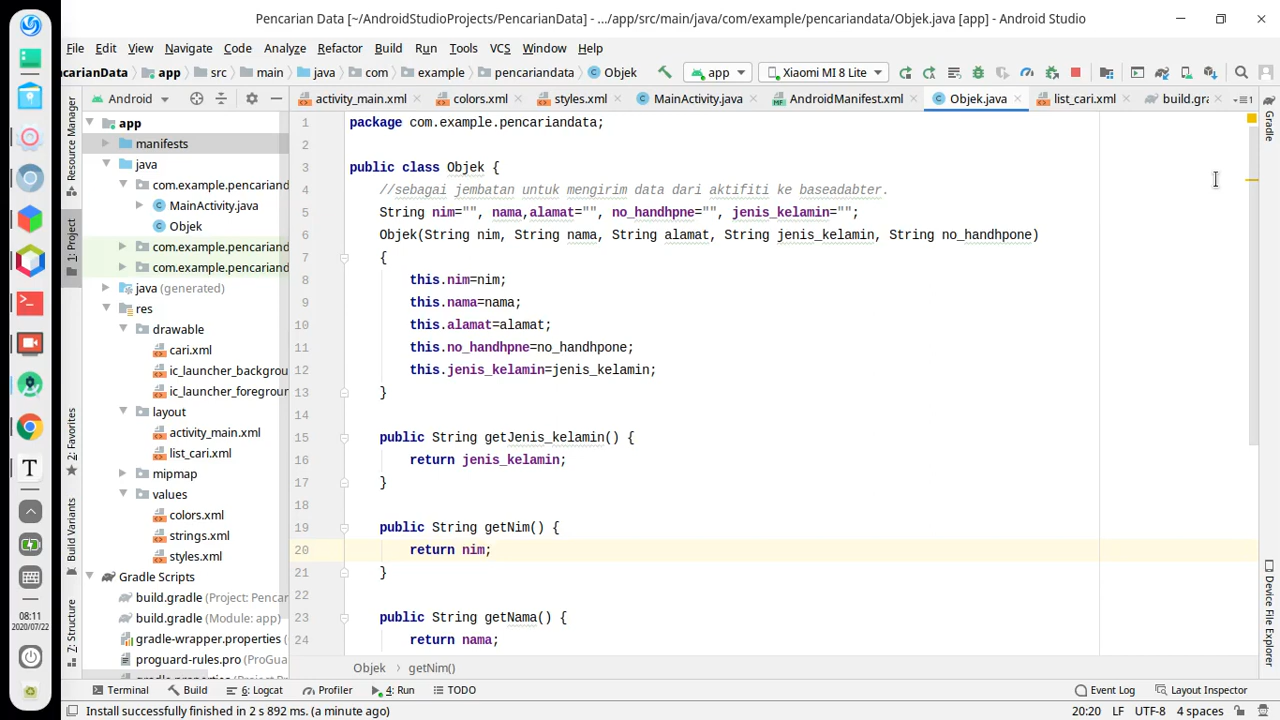 Pencarian Data [~/AndroidStudioProjects/PencarianData] - .../app/src/main/java/com/example/pencariandata/Objek.java [app] - Android Studio
File Edit View Navigate Code Analyze Refactor Build Run Tools VCS Window Help
ncarianData app src main java com example pencariandata Objek app Xiaomi MI 8 Lite
Android
activity_main.xml colors.xml styles.xml MainActivity.java AndroidManifest.xml Objek.java list_cari.xml build.gra
Resource Manager
1: Project
2: Favorites
Build Variants
7: Structure
app
manifests
java
com.example.pencariand
MainActivity.java
Objek
com.example.pencariand
com.example.pencariand
java (generated)
res
drawable
cari.xml
ic_launcher_backgrou
ic_launcher_foregroun
layout
activity_main.xml
list_cari.xml
mipmap
values
colors.xml
strings.xml
styles.xml
Gradle Scripts
build.gradle (Project: Pencar
build.gradle (Module: app)
gradle-wrapper.properties (
proguard-rules.pro (ProGua
gradle.properties
1 package com.example.pencariandata;
2
3 public class Objek {
4 //sebagai jembatan untuk mengirim data dari aktifiti ke baseadabter.
5 String nim="", nama,alamat="", no_handhpne="", jenis_kelamin="";
6 Objek(String nim, String nama, String alamat, String jenis_kelamin, String no_handhpone)
7 {
8 this.nim=nim;
9 this.nama=nama;
10 this.alamat=alamat;
11 this.no_handhpne=no_handhpone;
12 this.jenis_kelamin=jenis_kelamin;
13 }
14
15 public String getJenis_kelamin() {
16 return jenis_kelamin;
17 }
18
19 public String getNim() {
20 return nim;
21 }
22
23 public String getNama() {
24 return nama;
Objek getNim()
Gradle
Device File Explorer
T
08:11
2020/07/22
Terminal Build 6: Logcat Profiler 4: Run TODO Event Log Layout Inspector
Install successfully finished in 2 s 892 ms. (a minute ago) 20:20 LF UTF-8 4 spaces